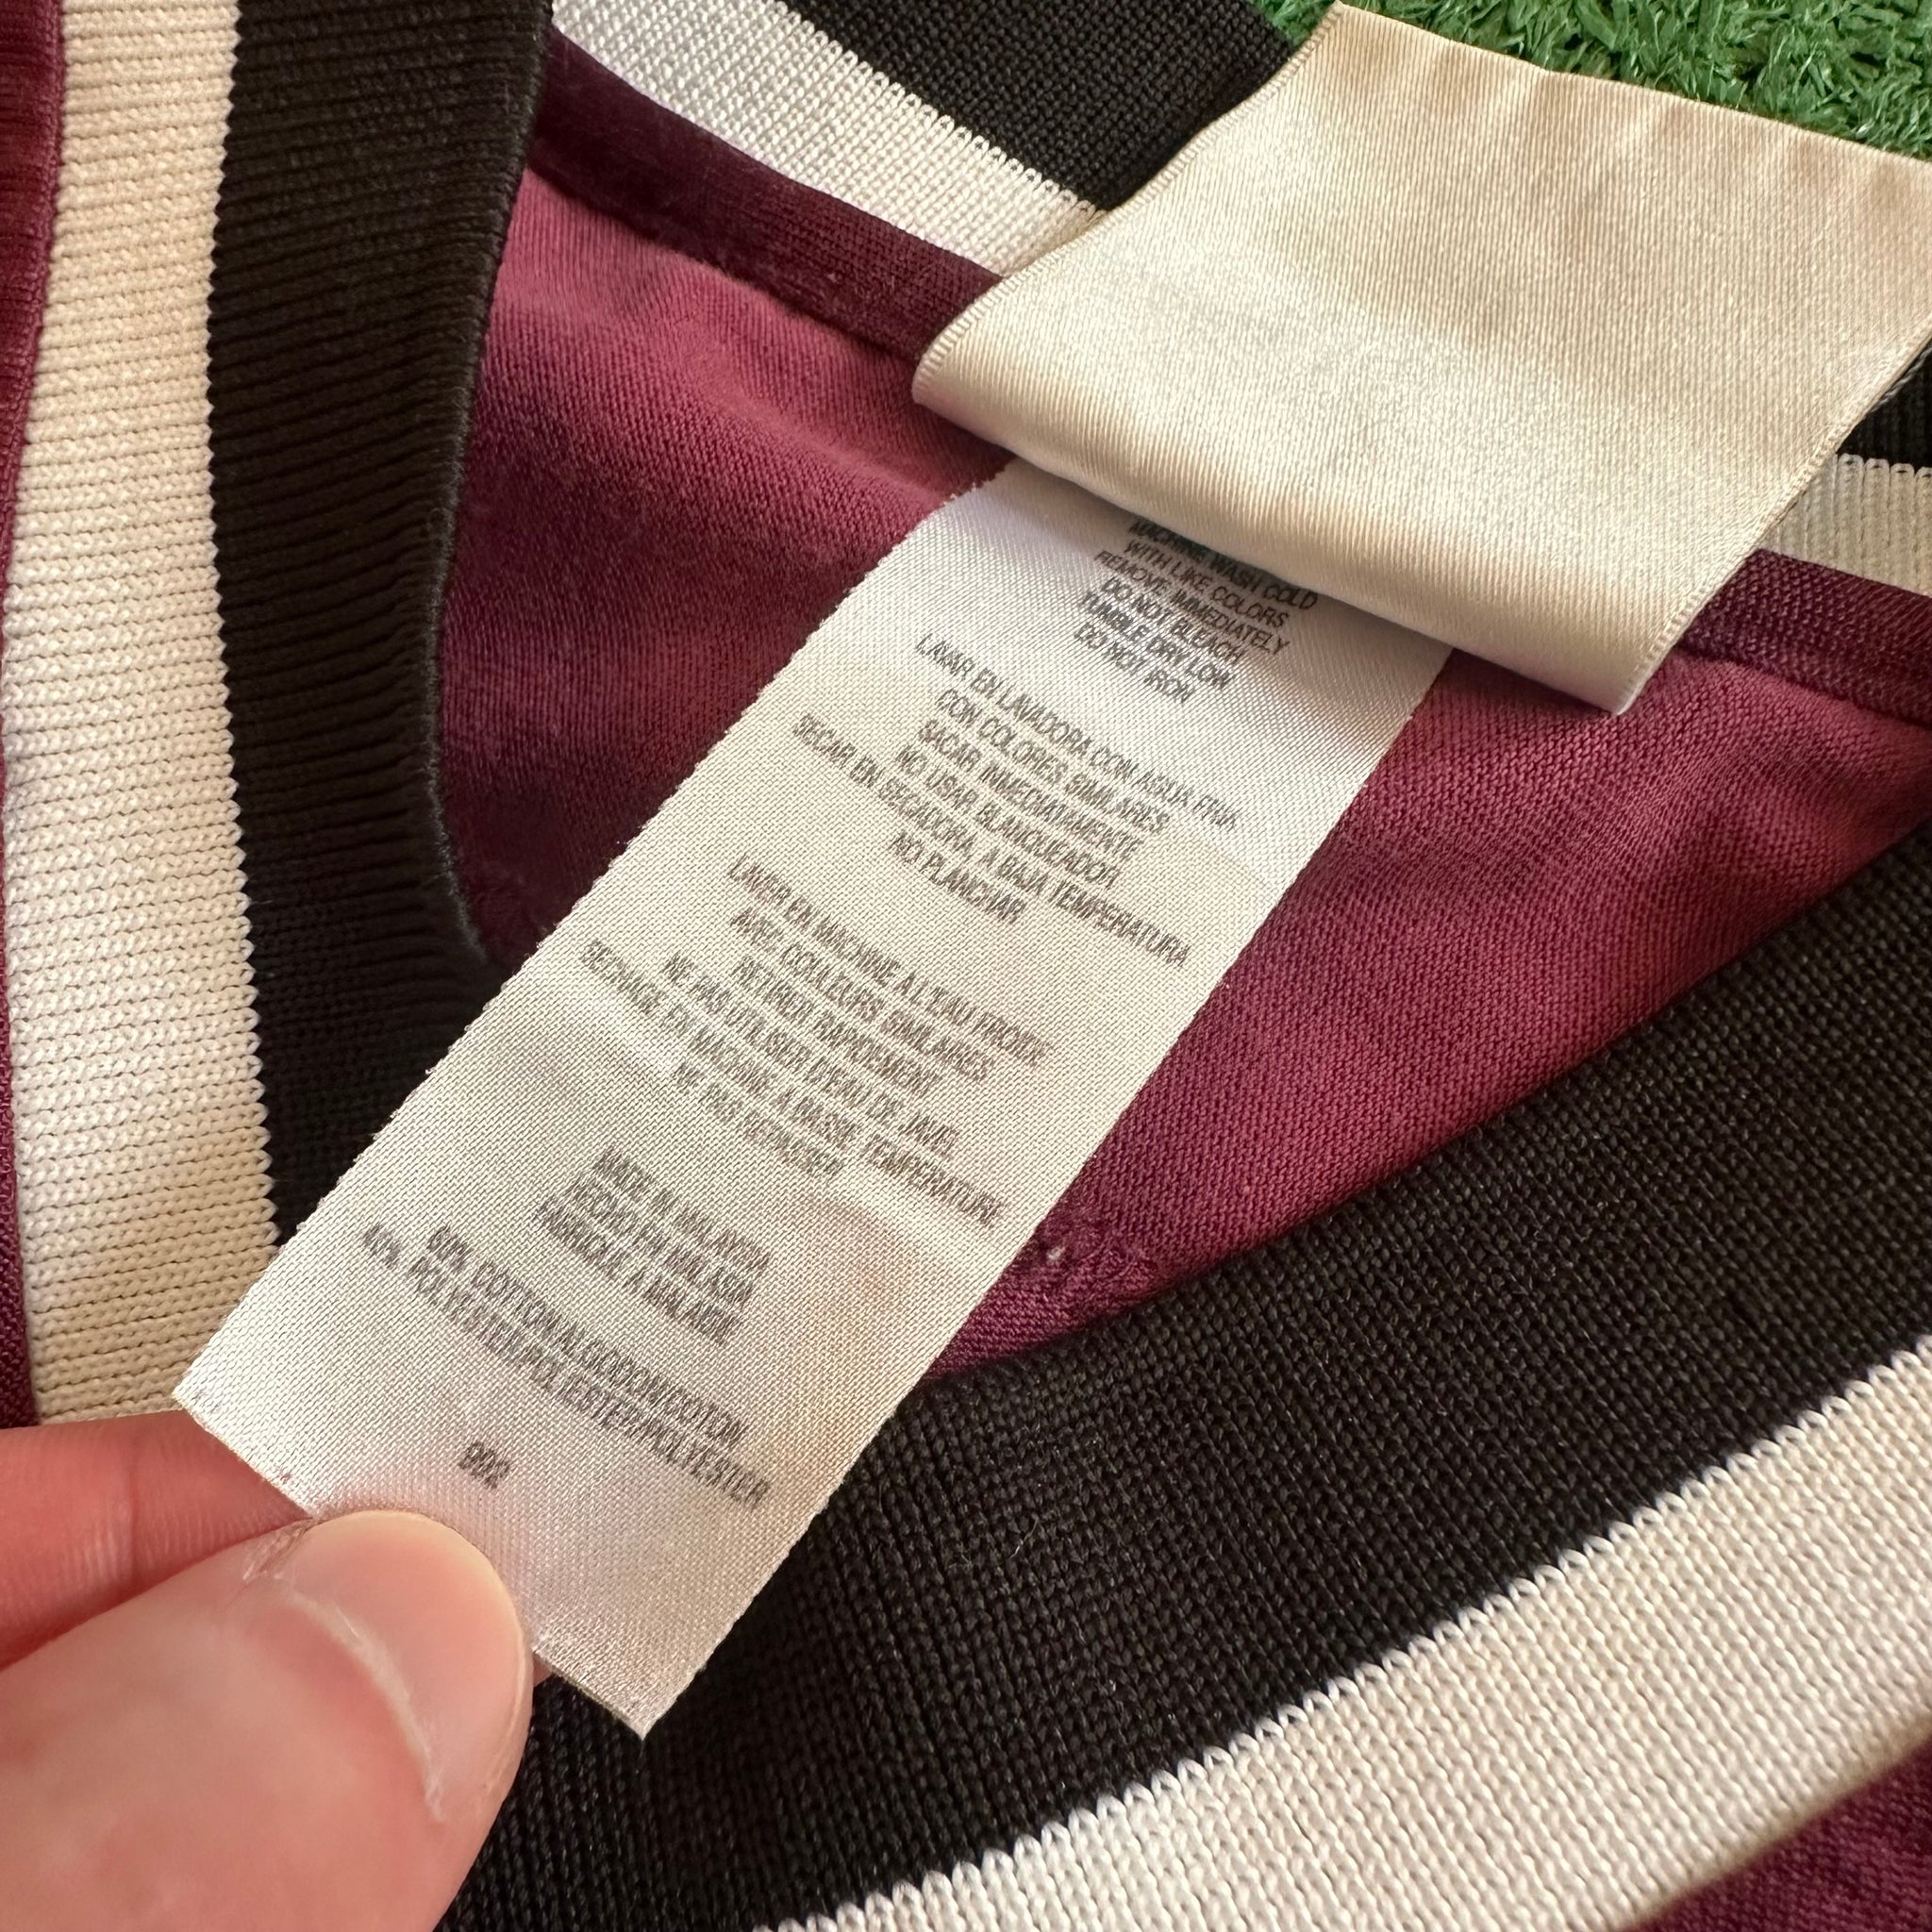 MACHINE WASH COLD
WITH LIKE COLORS
REMOVE IMMEDIATELY
DO NOT BLEACH
TUMBLE DRY LOW
DO NOT IRON
LAVAR EN LAVADORA CON AGUA FRIA
CON COLORES SIMILARES
SACAR INMEDIATAMENTE
NO USAR BLANQUEADOR
SECAR EN SECADORA, A BAJA TEMPERATURA
NO PLANCHAR
LAVER EN MACHINE A L'EAU FROIDE
AVEC COULEURS SIMILAIRES
RETIRER RAPIDEMENT
NE PAS UTILISER D'EAU DE JAVEL
SECHAGE EN MACHINE A BASSE TEMPERATURE
NE PAS REPASSER
MADE IN MALAYSIA
HECHO EN MALASIA
FABRIQUE A MALAISIE
60% COTTON/ALGODON/COTON
40% POLYESTER/POLIESTER/POLYESTER